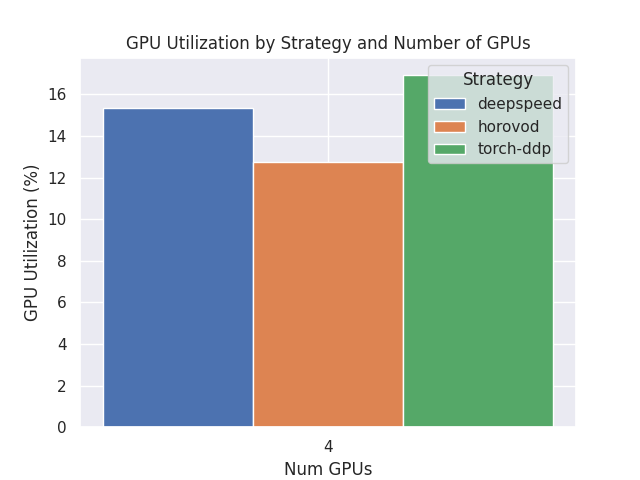 GPU Utilization by Strategy and Number of GPUs
Strategy
deepspeed
horovod
torch-ddp
GPU Utilization (%)
16
14
12
10
8
6
4
2
0
4
Num GPUs